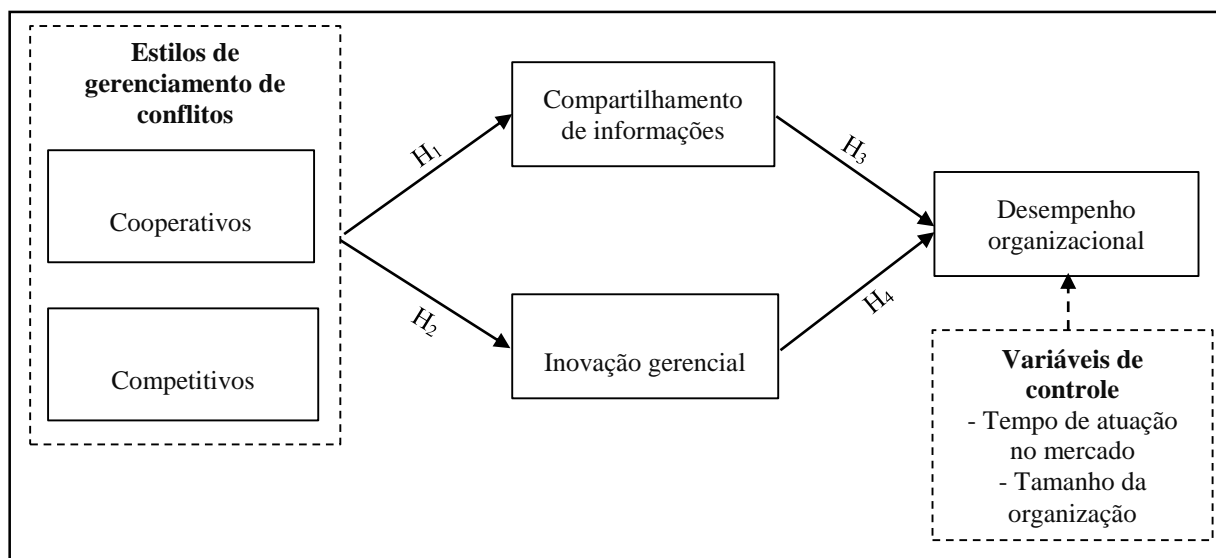 Estilos de
gerenciamento de
conflitos
Cooperativos
Competitivos
H₁
H₂
Compartilhamento
de informações
Inovação gerencial
H₃
H₄
Desempenho
organizacional
Variáveis de
controle
- Tempo de atuação
no mercado
- Tamanho da
organização